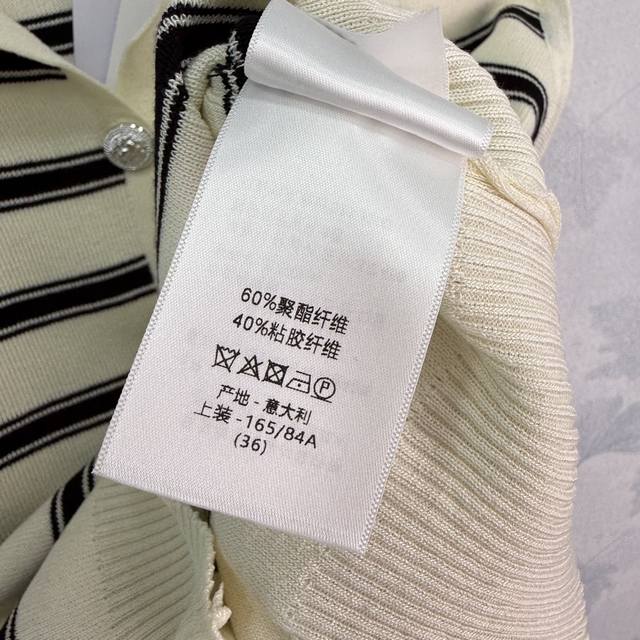 60%聚酯纤维
40%粘胶纤维
P
产地 - 意大利
上装 -165/84A
(36)